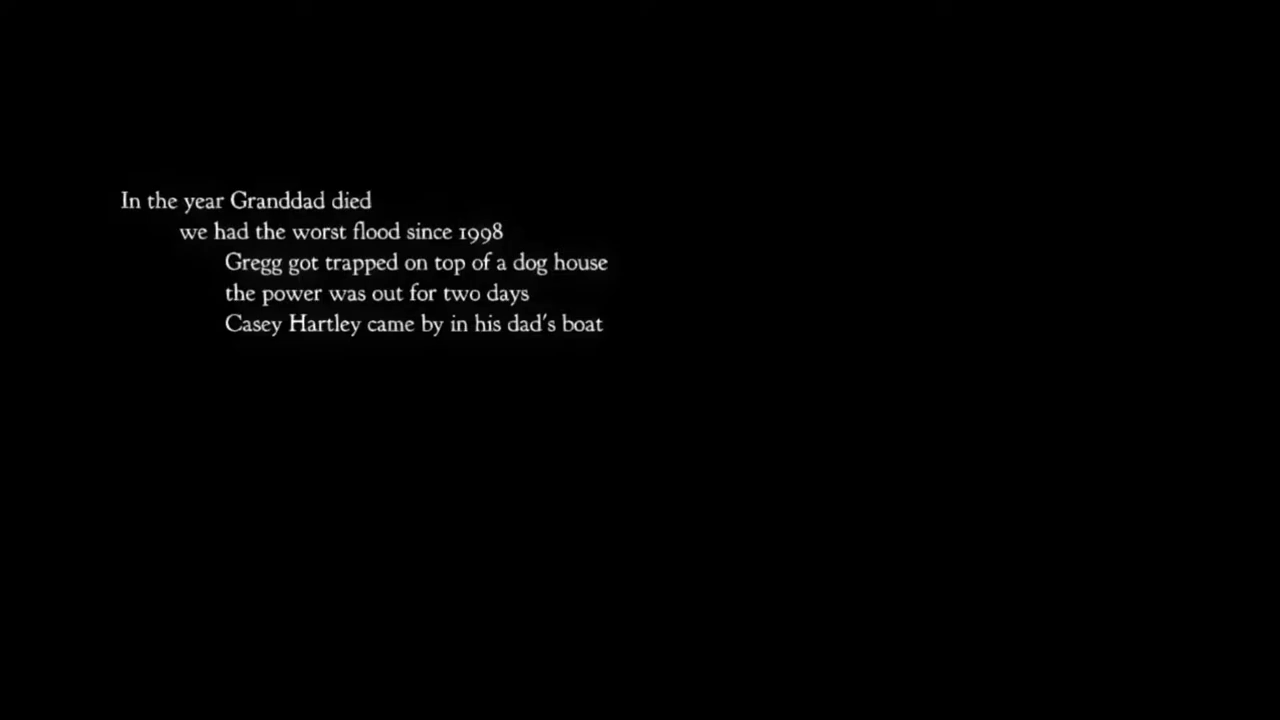 In the year Granddad died
we had the worst flood since 1998
Gregg got trapped on top of a dog house
the power was out for two days
Casey Hartley came by in his dad's boat